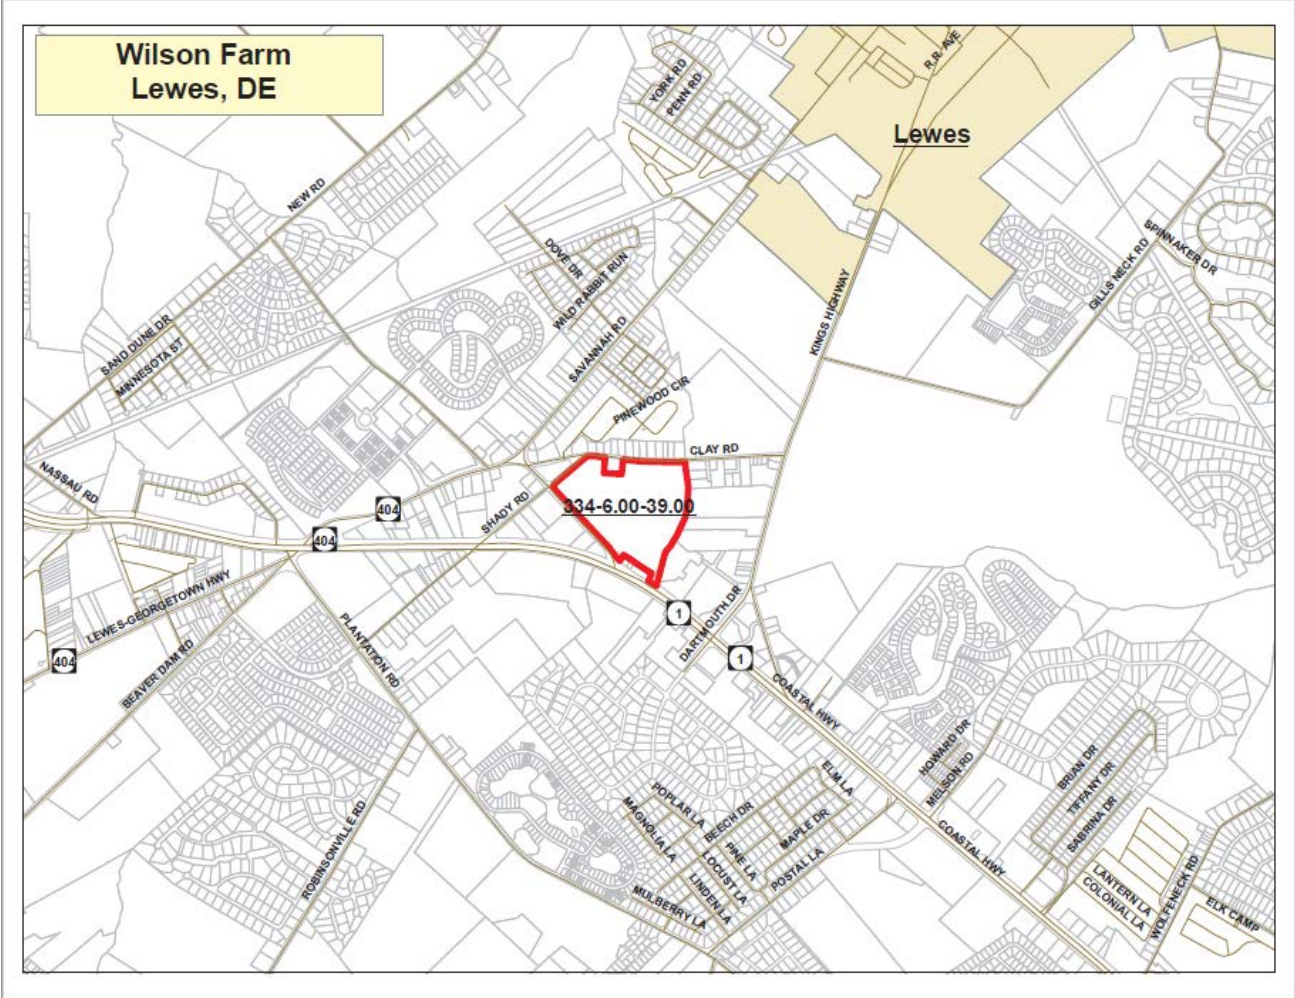 Wilson Farm
Lewes, DE
R.R. AVE
YORK RD
PENN RD
Lewes
NEW RD
SPINNAKER DR
GILLS NECK RD
DOVE DR
WILD RABBIT RUN
KINGS HIGHWAY
SAND DUNE DR
MINNESOTA ST
SAVANNAH RD
PINEWOOD CIR
CLAY RD
NASSAU RD
SHADY RD
334-6.00-39.00
404
404
LEWES-GEORGETOWN HWY
1
DARTMOUTH DR
PLANTATION RD
404
BEAVER DAM RD
1
COASTAL HWY
HOWARD DR
MELSON RD
BRIAN DR
TIFFANY DR
SABRINA DR
ELM LA
POPLAR LA
MAGNOLIA LA
BEECH DR
MAPLE DR
PINE LA
LOCUST LA
LINDEN LA
POSTAL LA
COASTAL HWY
ROBINSONVILLE RD
MULBERRY LA
LANTERN LA
COLONIAL LA
WOLFENECK RD
ELK CAMP